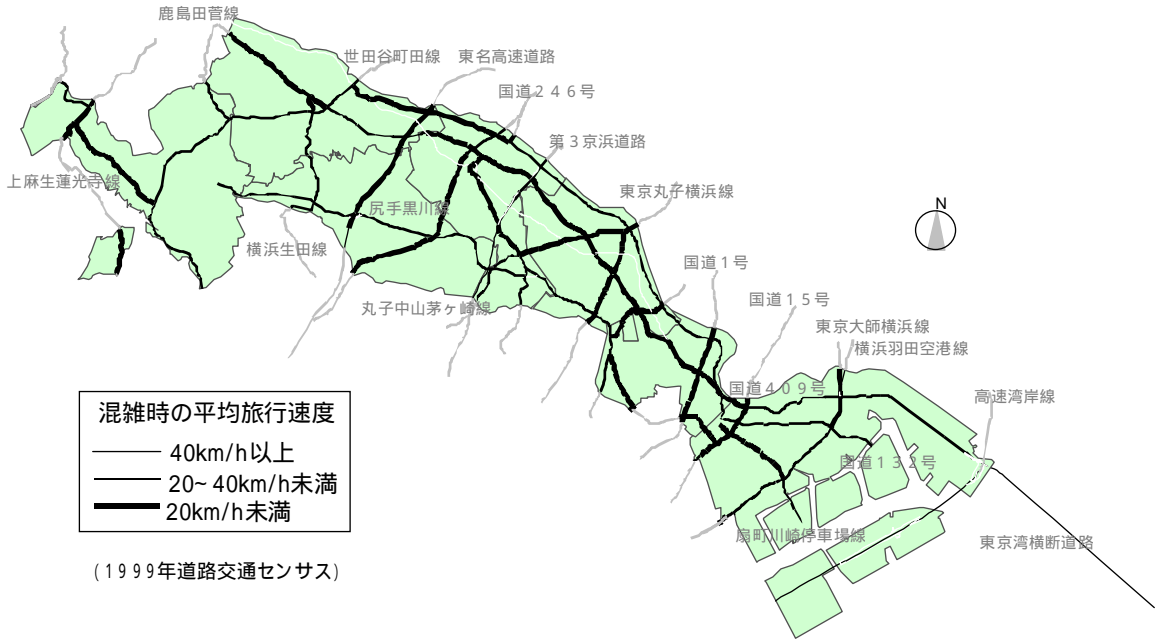 鹿島田菅線
世田谷町田線
東名高速道路
国道246号
第3京浜道路
上麻生蓮光寺線
東京丸子横浜線
尻手黒川線
N
横浜生田線
国道1号
丸子中山茅ヶ崎線
国道15号
東京大師横浜線
横浜羽田空港線
国道409号
高速湾岸線
混雑時の平均旅行速度
40km/h以上
20~40km/h未満
20km/h未満
国道132号
扇町川崎停車場線
東京湾横断道路
(1999年道路交通センサス)